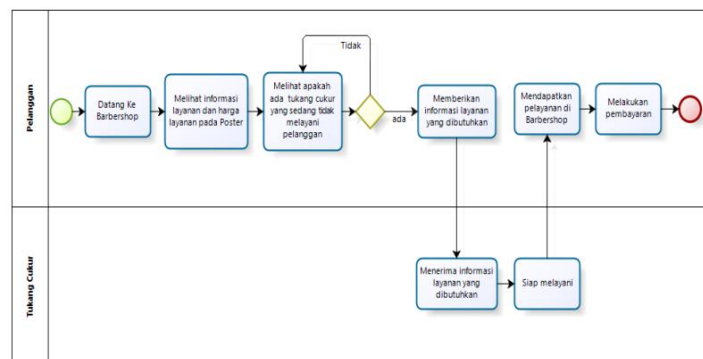 Pelanggan
Datang Ke
Barbershop
Melihat informasi
layanan dan harga
layanan pada Poster
Melihat apakah
ada tukang cukur
yang sedang tidak
melayani
pelanggan
Tidak
ada
Memberikan
informasi layanan
yang dibutuhkan
Mendapatkan
pelayanan di
Barbershop
Melakukan
pembayaran
Tukang Cukur
Menerima informasi
layanan yang
dibutuhkan
Siap melayani